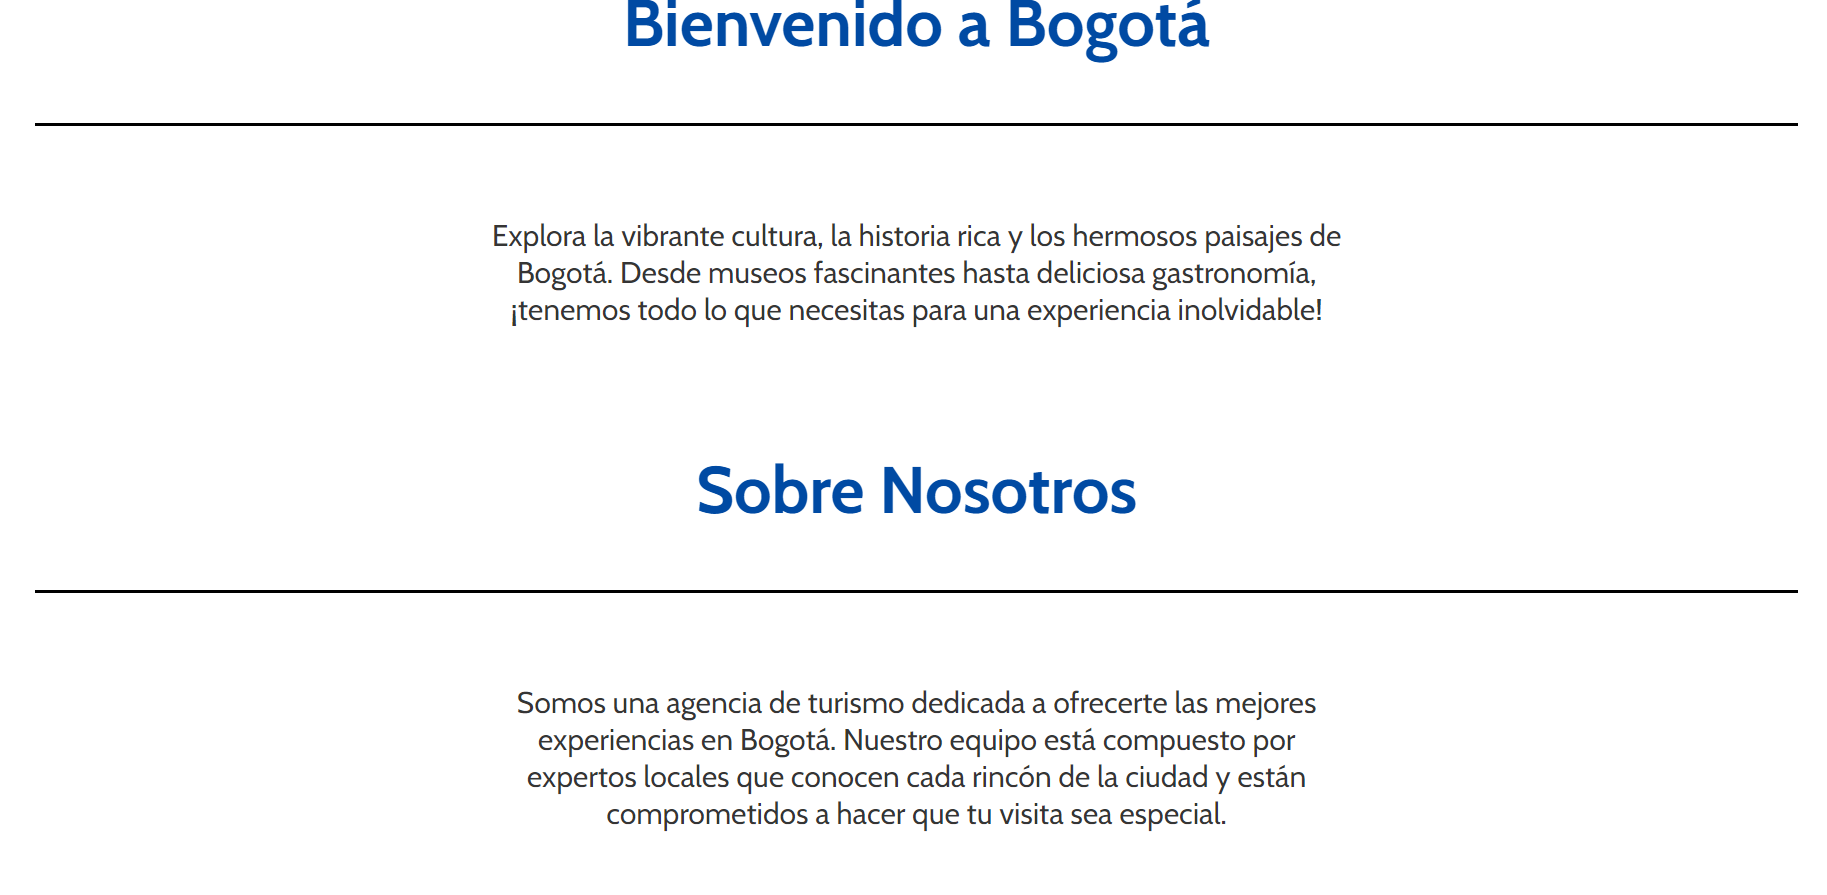 Bienvenido a Bogotá
Explora la vibrante cultura, la historia rica y los hermosos paisajes de
Bogotá. Desde museos fascinantes hasta deliciosa gastronomía,
¡tenemos todo lo que necesitas para una experiencia inolvidable!
Sobre Nosotros
Somos una agencia de turismo dedicada a ofrecerte las mejores
experiencias en Bogotá. Nuestro equipo está compuesto por
expertos locales que conocen cada rincón de la ciudad y están
comprometidos a hacer que tu visita sea especial.